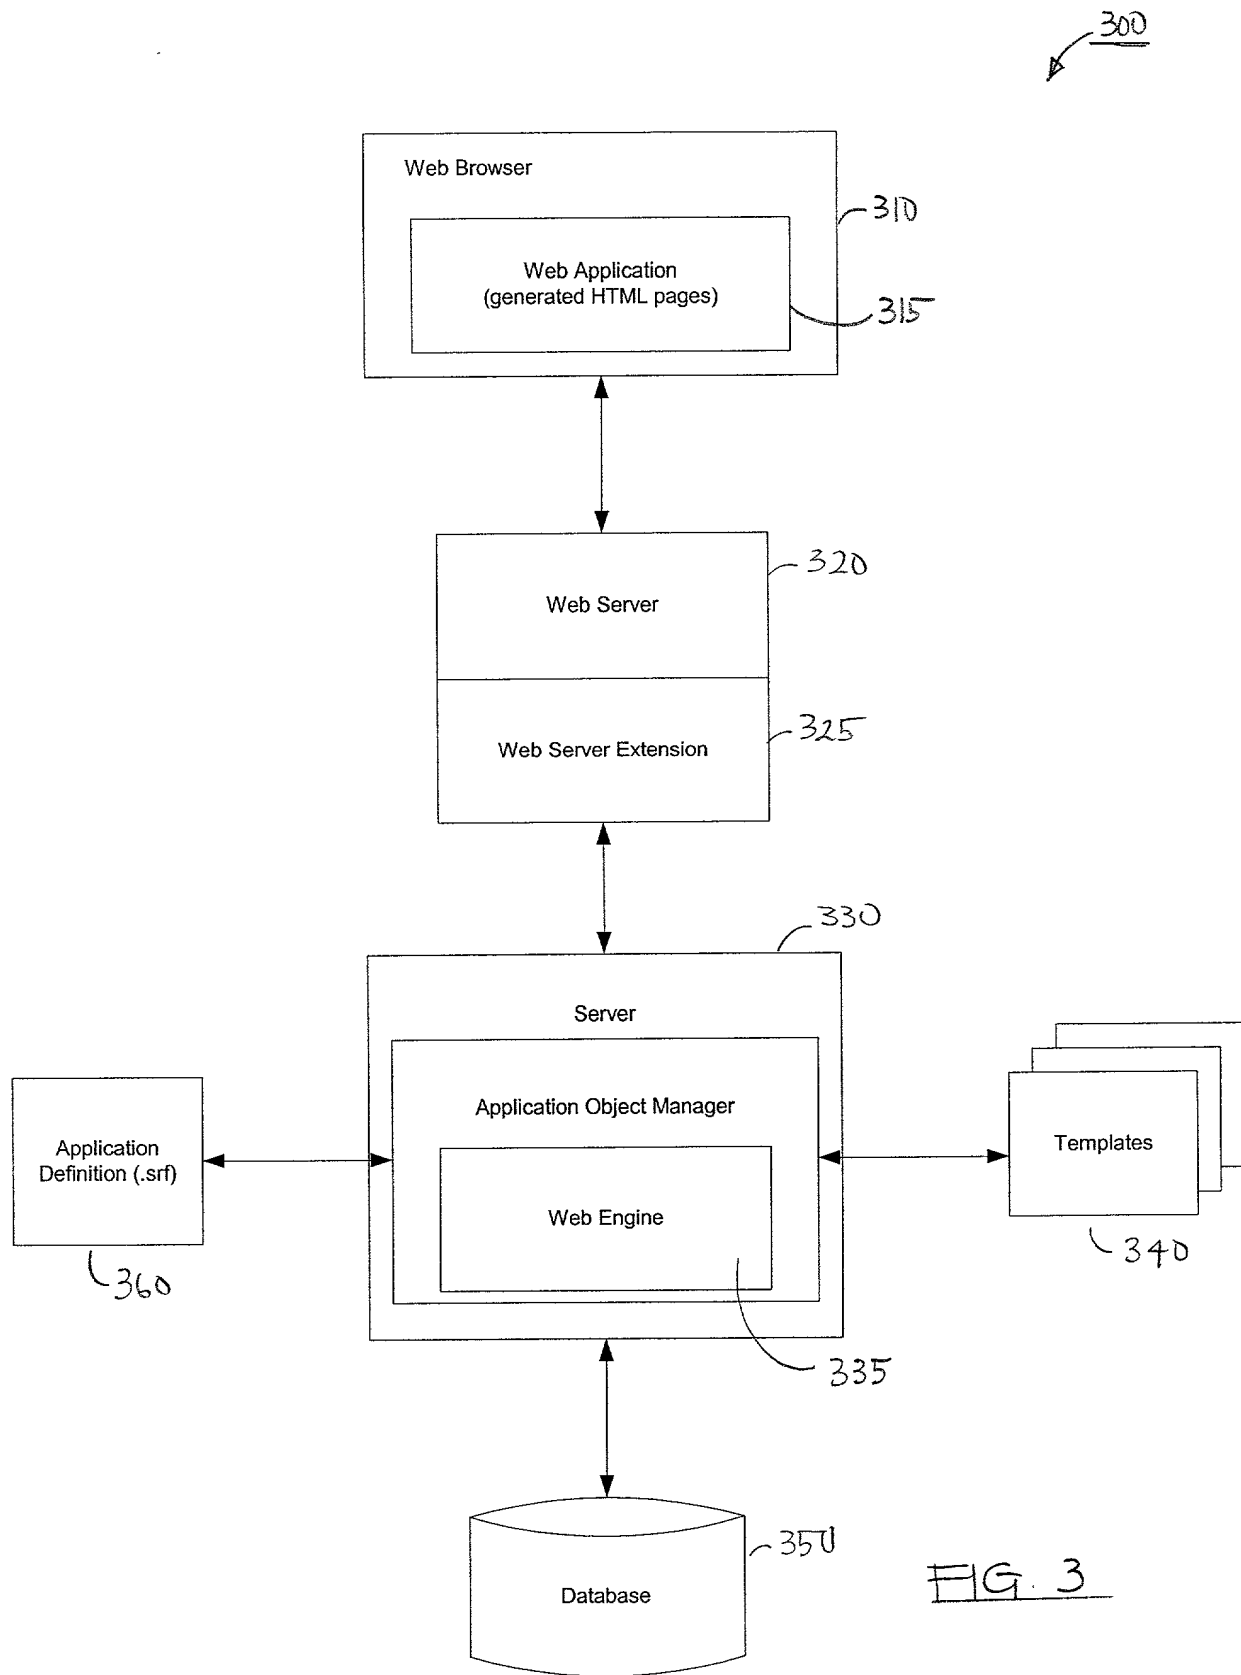 300
Web Browser
310
Web Application
(generated HTML pages)
315
320
Web Server
325
Web Server Extension
330
Server
Application Object Manager
Application
Definition (.srf)
Templates
Web Engine
340
360
335
350
Database
FIG. 3